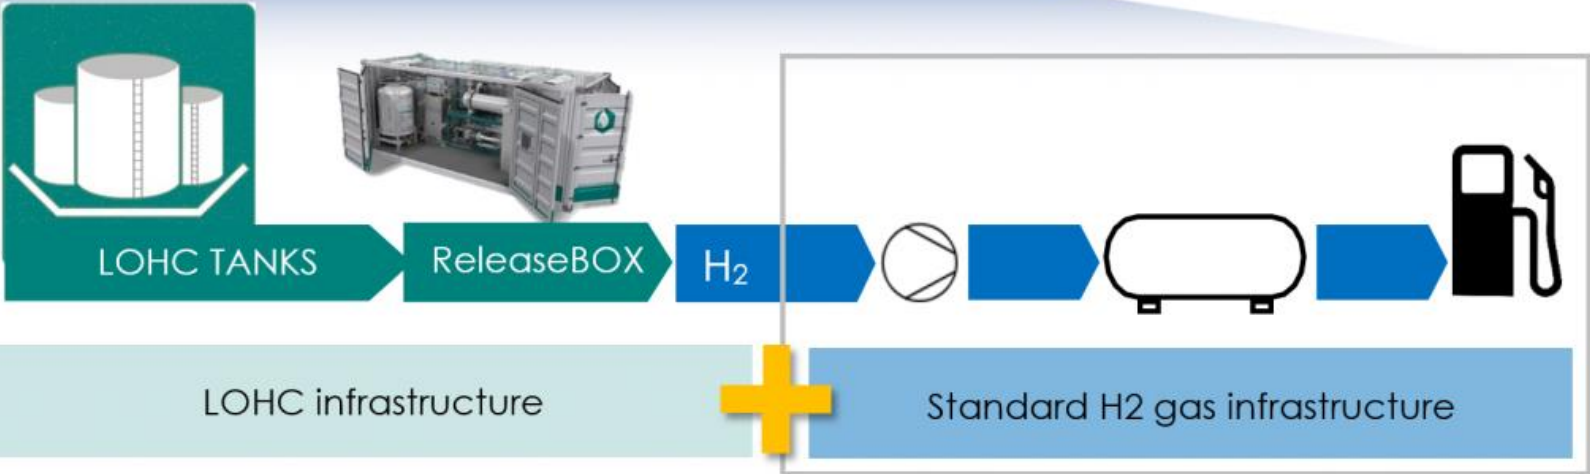 LOHC TANKS
ReleaseBOX
H₂
LOHC infrastructure
Standard H2 gas infrastructure